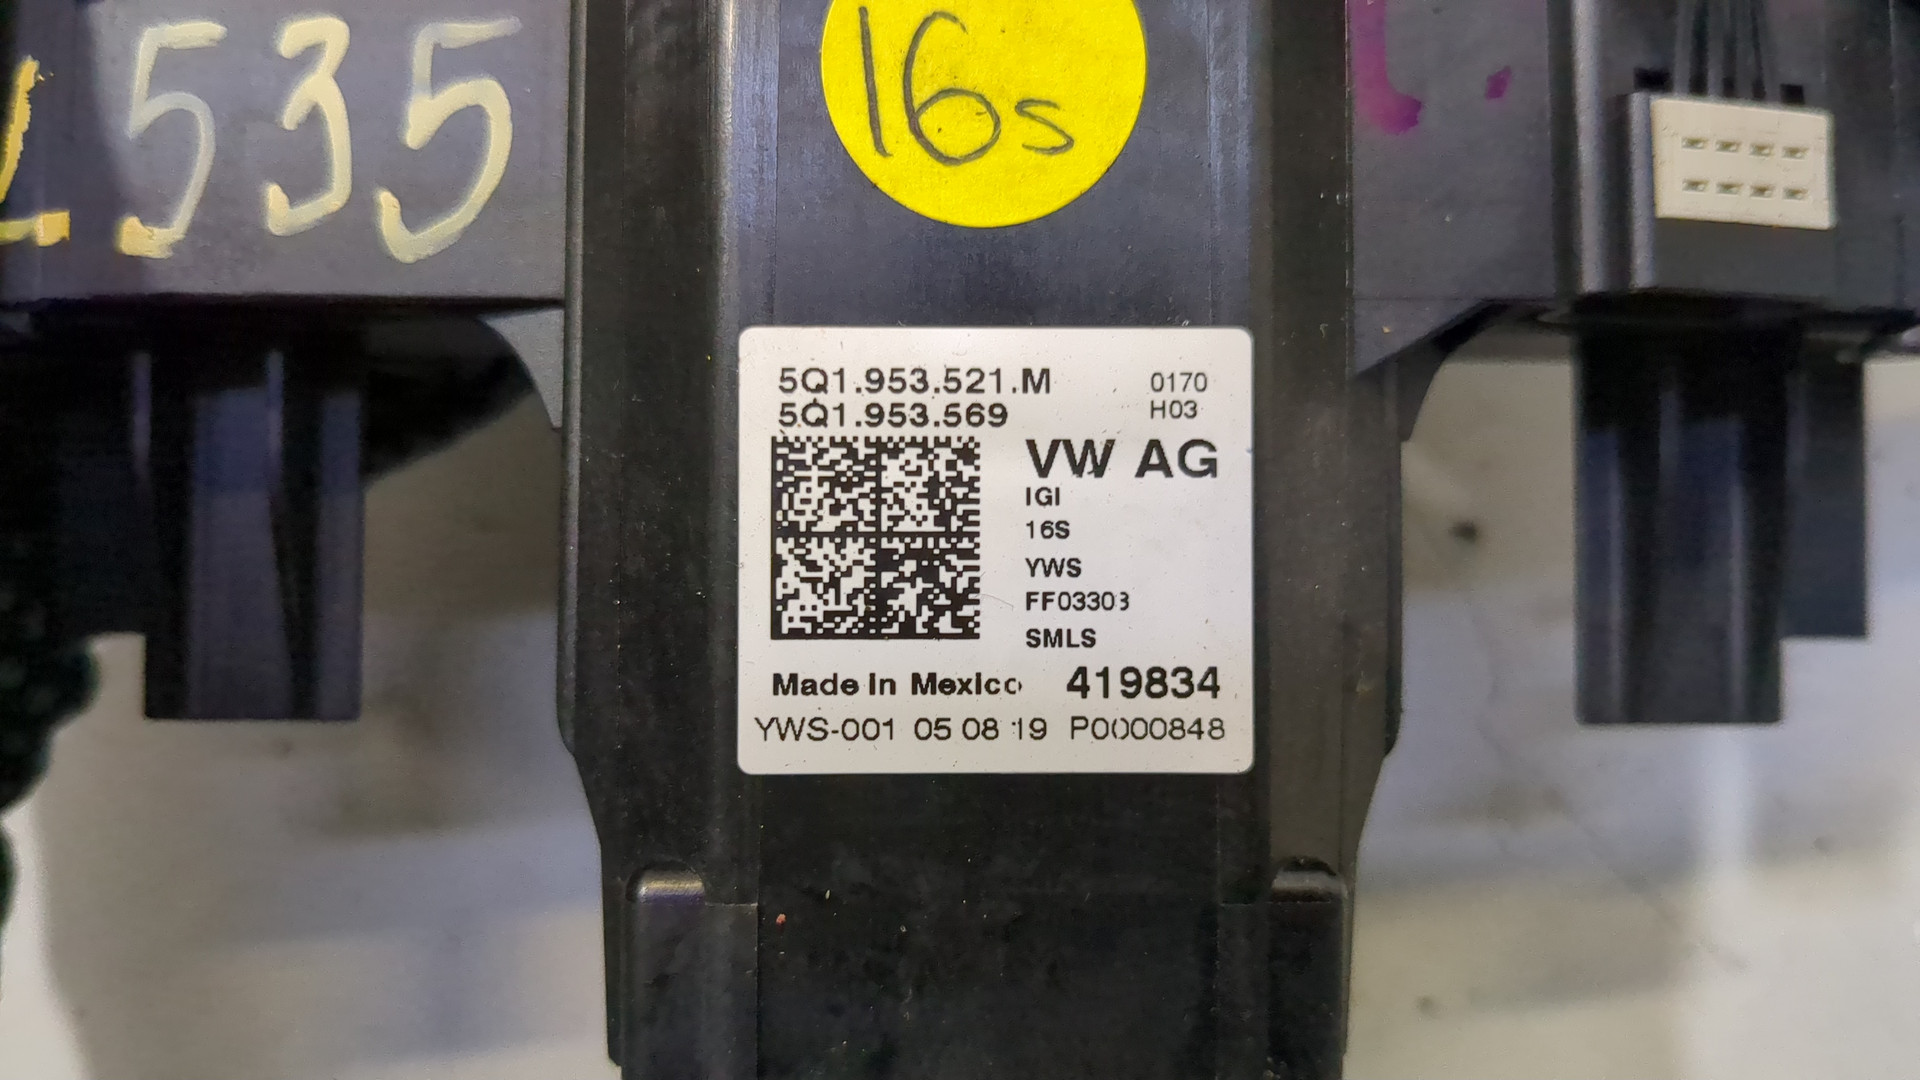 535
16s
5Q1.953.521.M 0170
5Q1.953.569 H03
VW AG
IGI
16S
YWS
FF03303
SMLS
Made in Mexico 419834
YWS-001 05 08 19 P0000848